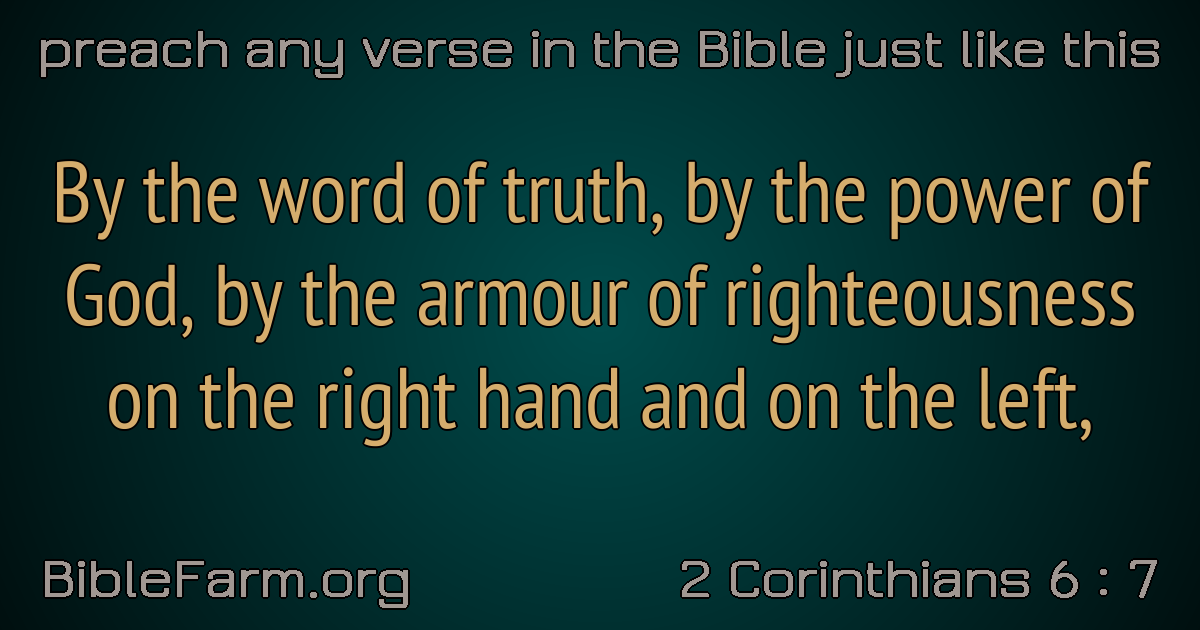 preach any verse in the Bible just like this
By the word of truth, by the power of
God, by the armour of righteousness
on the right hand and on the left,
BibleFarm.org
2 Corinthians 6 : 7